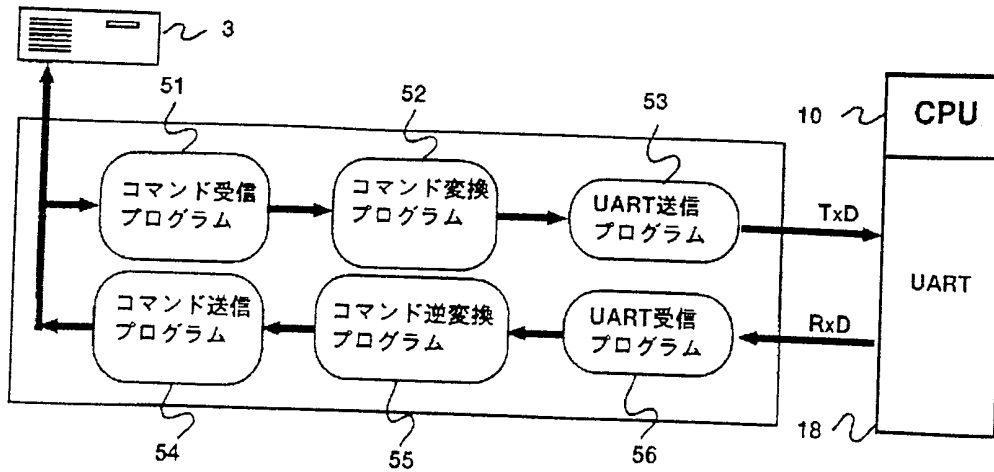 3
51
52
53
10
CPU
コマンド受信
プログラム
コマンド変換
プログラム
UART送信
プログラム
TxD
UART
コマンド送信
プログラム
コマンド逆変換
プログラム
UART受信
プログラム
RxD
54
55
56
18